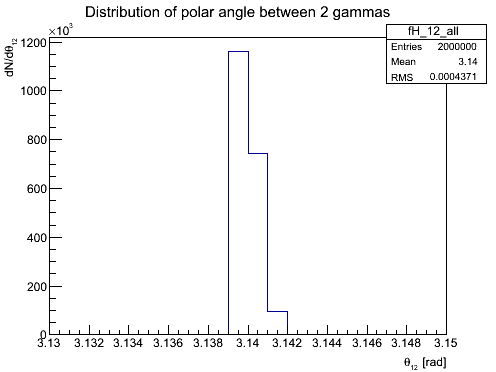 Distribution of polar angle between 2 gammas
fH_12_all
Entries 2000000
Mean 3.14
RMS 0.0004371
×10³
dN/dθ₁₂
1200
1000
800
600
400
200
0
3.13 3.132 3.134 3.136 3.138 3.14 3.142 3.144 3.146 3.148 3.15
θ₁₂ [rad]